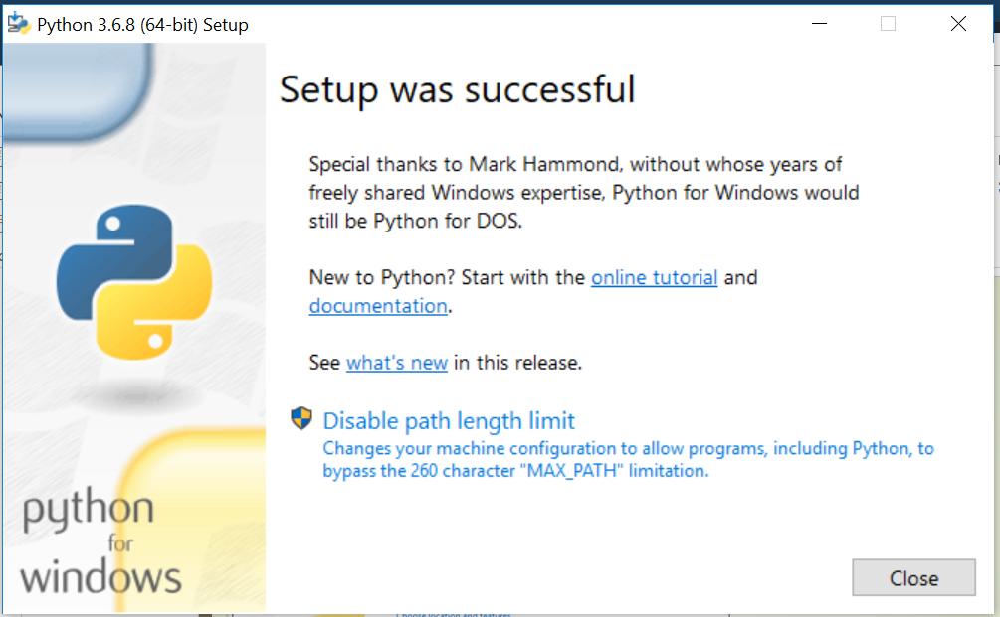 Python 3.6.8 (64-bit) Setup
Setup was successful
Special thanks to Mark Hammond, without whose years of
freely shared Windows expertise, Python for Windows would
still be Python for DOS.
New to Python? Start with the online tutorial and
documentation.
See what's new in this release.
Disable path length limit
Changes your machine configuration to allow programs, including Python, to
bypass the 260 character "MAX_PATH" limitation.
python
for
windows
Close